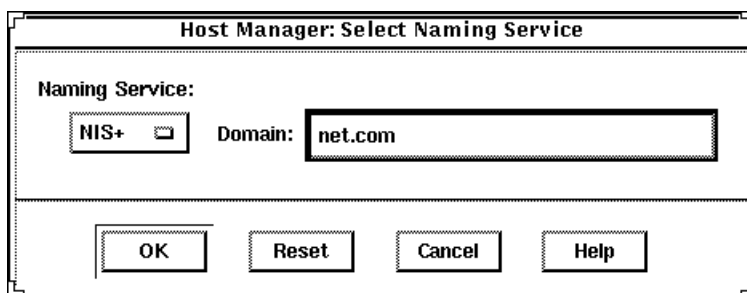 Host Manager: Select Naming Service
Naming Service:
NIS+ Domain: net.com
OK Reset Cancel Help